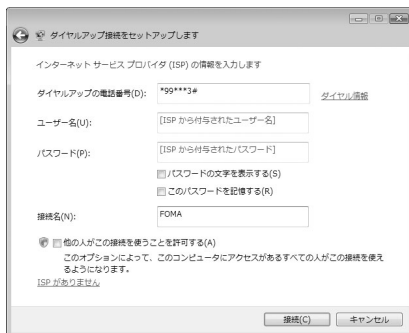 ダイヤルアップ接続をセットアップします
インターネット サービス プロバイダ (ISP) の情報を入力します
ダイヤルアップの電話番号(D):
*99***3#
ダイヤル情報
ユーザー名(U):
[ISP から付与されたユーザー名]
パスワード(P):
[ISP から付与されたパスワード]
パスワードの文字を表示する(S)
このパスワードを記憶する(R)
接続名(N):
FOMA
他の人がこの接続を使うことを許可する(A)
このオプションによって、このコンピュータにアクセスがあるすべての人がこの接続を使え
るようになります。
ISP がありません
接続(C)
キャンセル